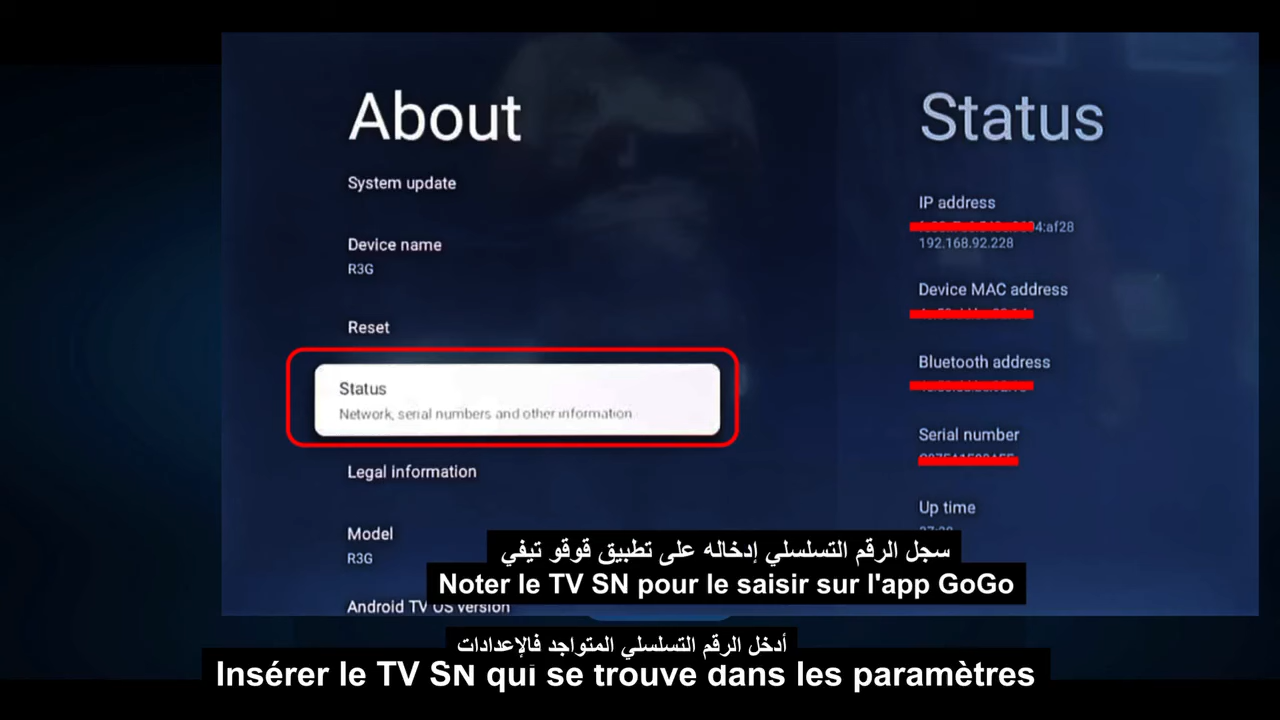 About
System update
Device name
R3G
Reset
Status
Network, serial numbers and other information
Legal information
Model
R3G
Android TV OS version
Status
IP address
4:af28
192.168.92.228
Device MAC address
Bluetooth address
Serial number
Up time
سجل الرقم التسلسلي إدخاله على تطبيق قوقو تيفي
Noter le TV SN pour le saisir sur l'app GoGo
أدخل الرقم التسلسلي المتواجد فالإعدادات
Insérer le TV SN qui se trouve dans les paramètres